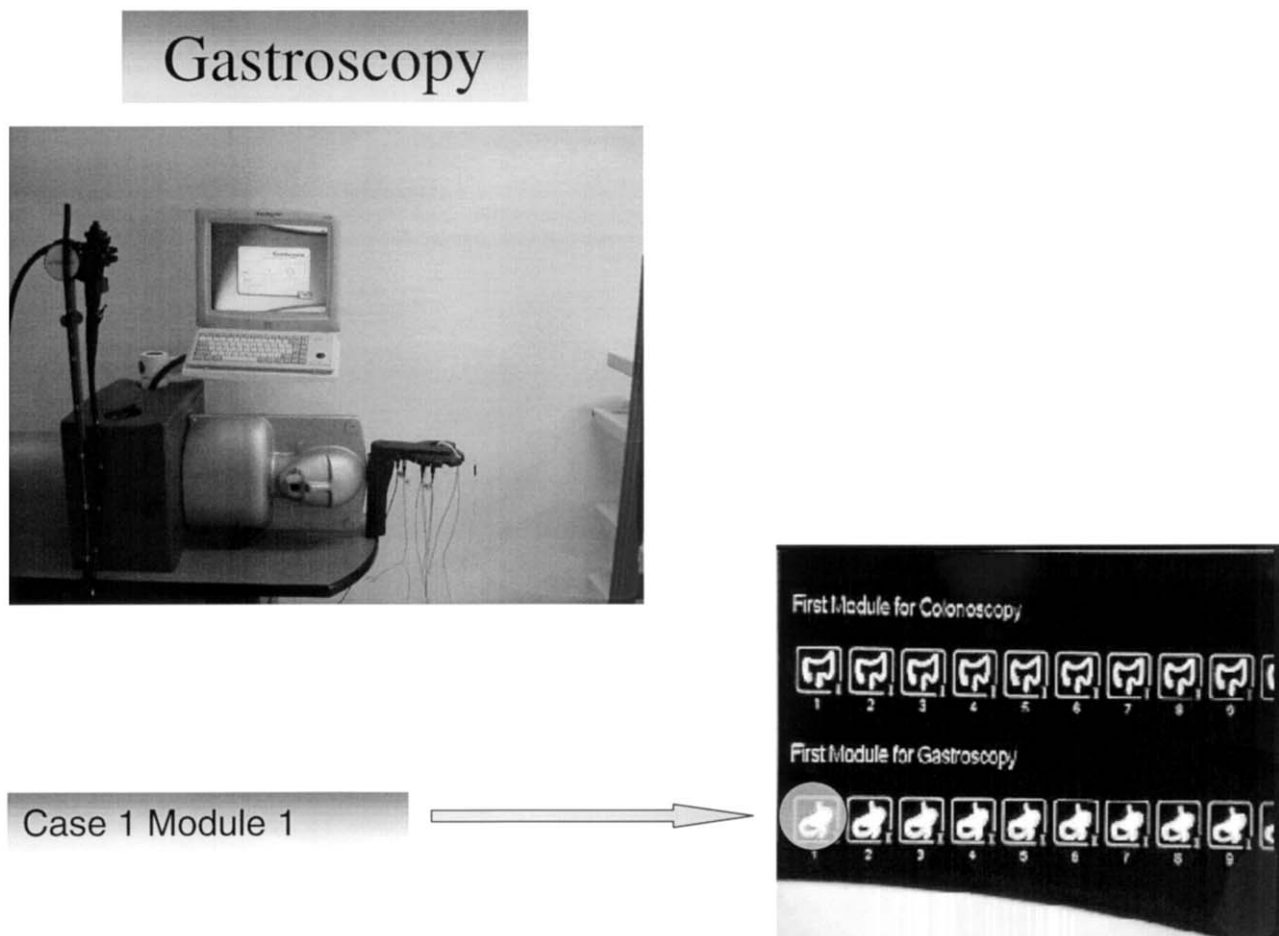 Gastroscopy
First Module for Colonoscopy
1 2 3 4 5 6 7 8 9
First Module for Gastroscopy
Case 1 Module 1
1 2 3 4 5 6 7 8 9